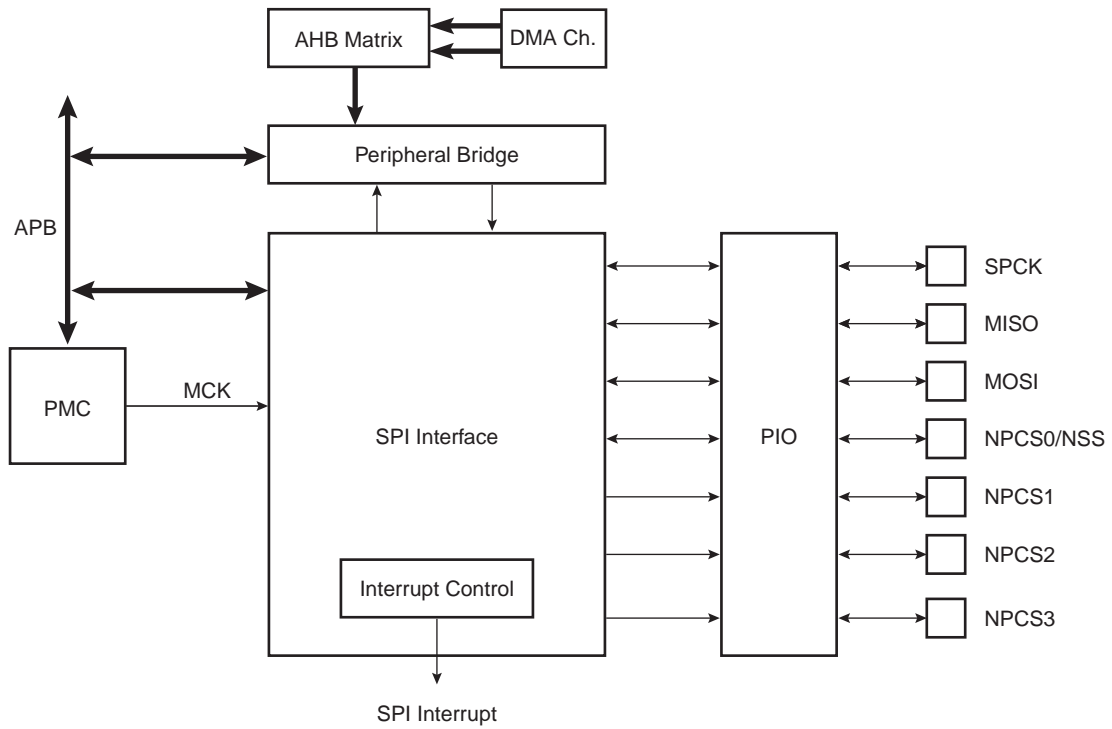 AHB Matrix
DMA Ch.
Peripheral Bridge
APB
SPCK
MISO
PMC
MCK
MOSI
SPI Interface
PIO
NPCS0/NSS
NPCS1
NPCS2
Interrupt Control
NPCS3
SPI Interrupt